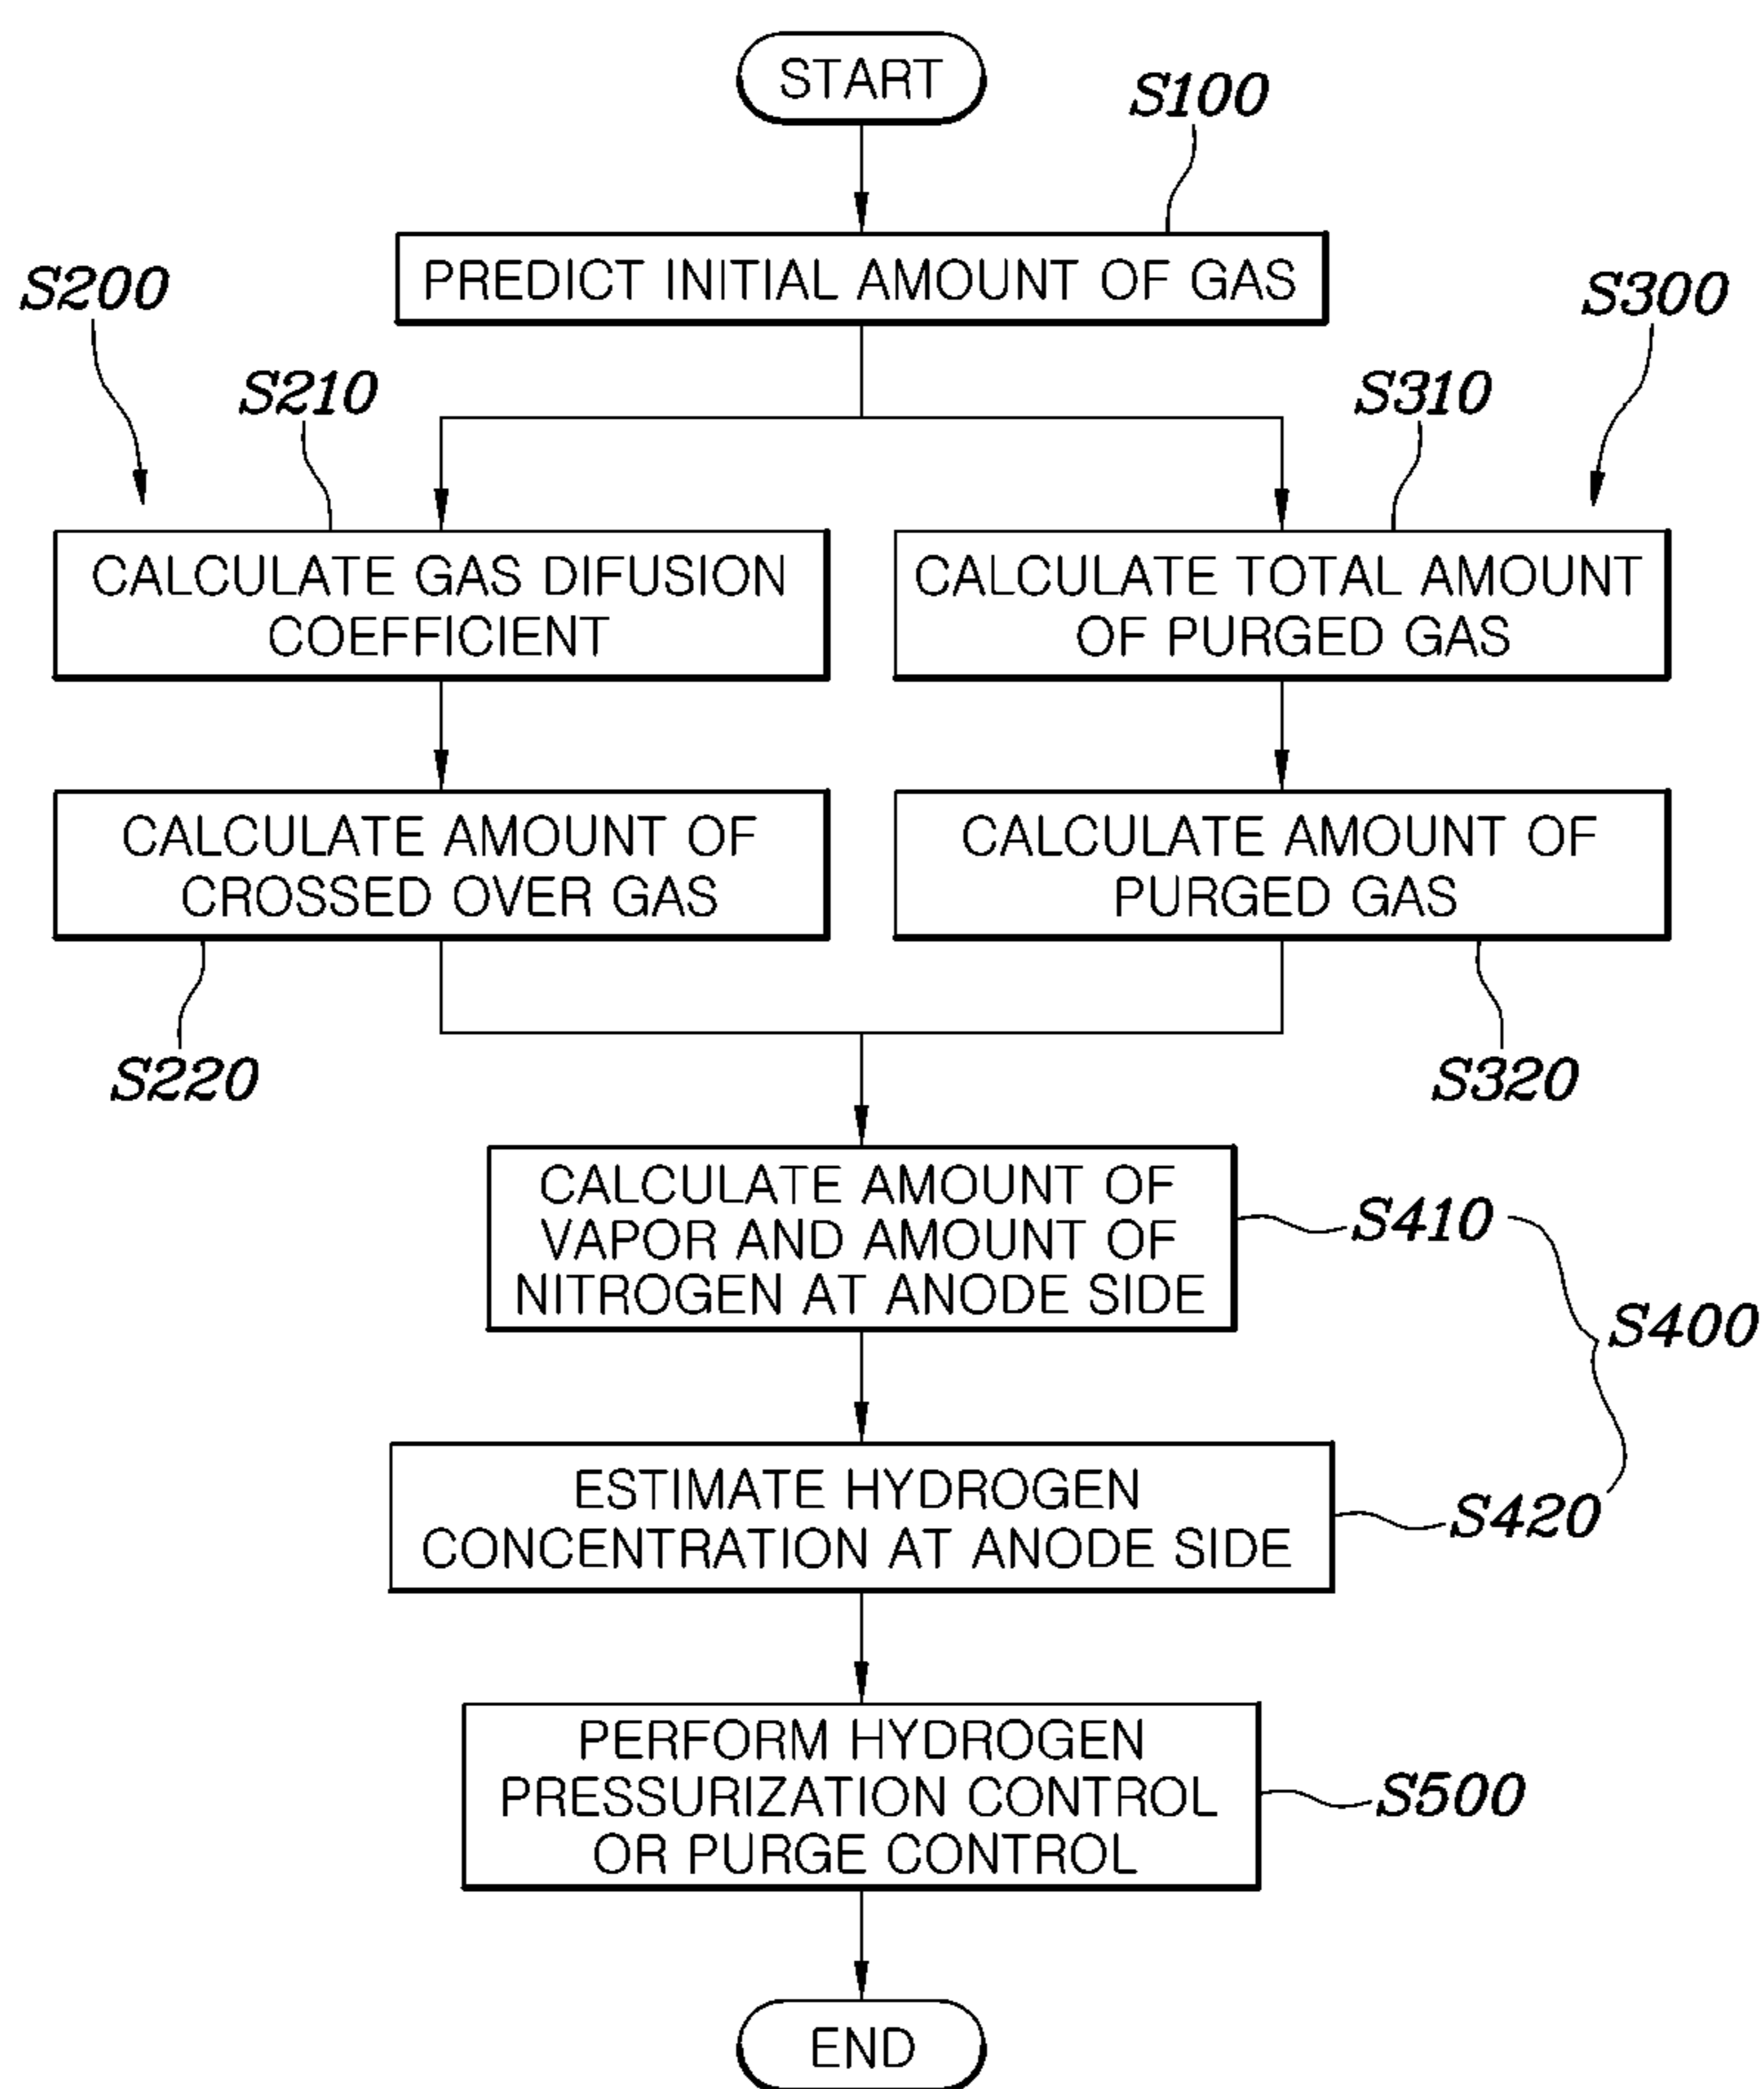 START
S100
PREDICT INITIAL AMOUNT OF GAS
S200
S300
S210
S310
CALCULATE GAS DIFUSION
COEFFICIENT
CALCULATE TOTAL AMOUNT
OF PURGED GAS
CALCULATE AMOUNT OF
CROSSED OVER GAS
CALCULATE AMOUNT OF
PURGED GAS
S220
S320
CALCULATE AMOUNT OF
VAPOR AND AMOUNT OF
NITROGEN AT ANODE SIDE
S410
S400
ESTIMATE HYDROGEN
CONCENTRATION AT ANODE SIDE
S420
PERFORM HYDROGEN
PRESSURIZATION CONTROL
OR PURGE CONTROL
S500
END